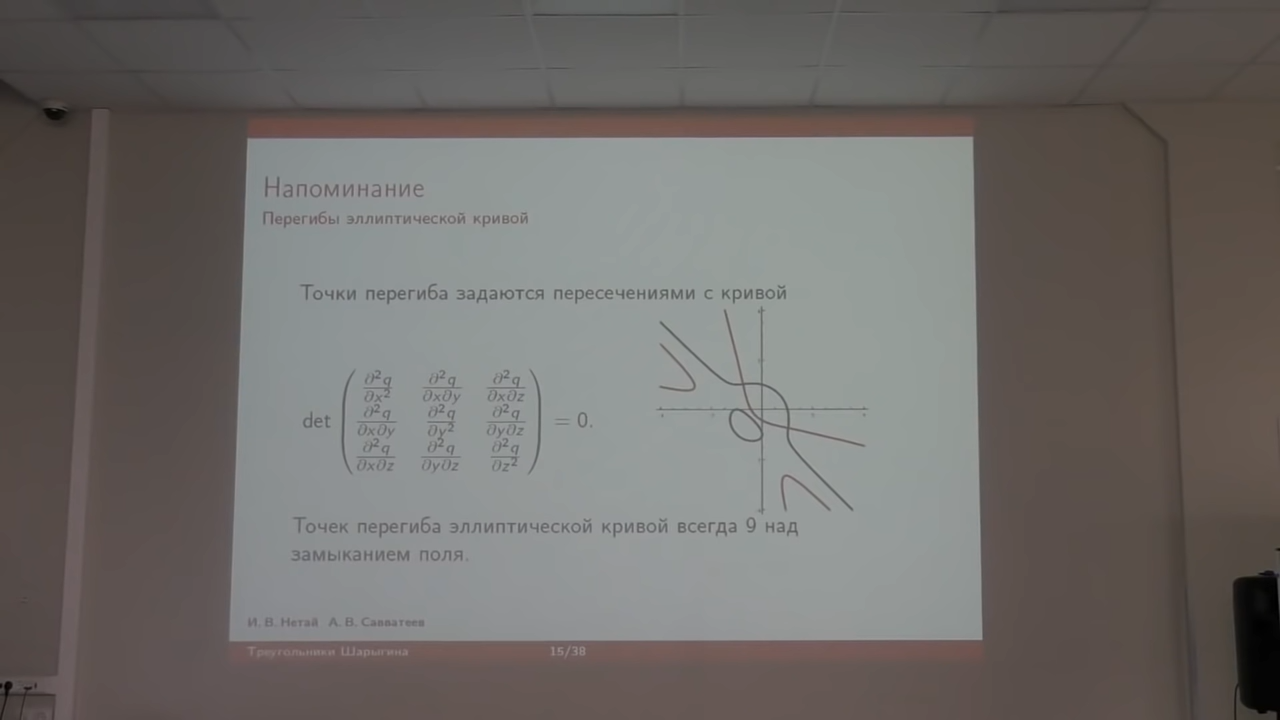 Напоминание
Перегибы эллиптической кривой
Точки перегиба задаются пересечениями с кривой
det ( ∂²q/∂x² ∂²q/∂x∂y ∂²q/∂x∂z
∂²q/∂x∂y ∂²q/∂y² ∂²q/∂y∂z
∂²q/∂x∂z ∂²q/∂y∂z ∂²q/∂z² ) = 0.
Точек перегиба эллиптической кривой всегда 9 над
замыканием поля.
И. В. Нетай А. В. Савватеев
Треугольники Шарыгина 15/38